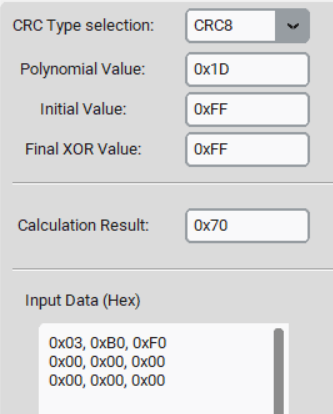 CRC Type selection: CRC8
Polynomial Value: 0x1D
Initial Value: 0xFF
Final XOR Value: 0xFF
Calculation Result: 0x70
Input Data (Hex)
0x03, 0xB0, 0xF0
0x00, 0x00, 0x00
0x00, 0x00, 0x00